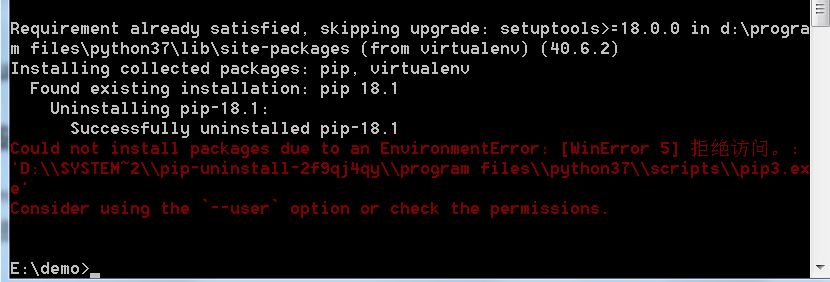 Requirement already satisfied, skipping upgrade: setuptools>=18.0.0 in d:\progra
m files\python37\lib\site-packages (from virtualenv) (40.6.2)
Installing collected packages: pip, virtualenv
  Found existing installation: pip 18.1
    Uninstalling pip-18.1:
      Successfully uninstalled pip-18.1
Could not install packages due to an EnvironmentError: [WinError 5] 拒绝访问。:
'D:\\SYSTEM~2\\pip-uninstall-2f9qj4qy\\program files\\python37\\scripts\\pip3.ex
e'
Consider using the `--user` option or check the permissions.
E:\demo>